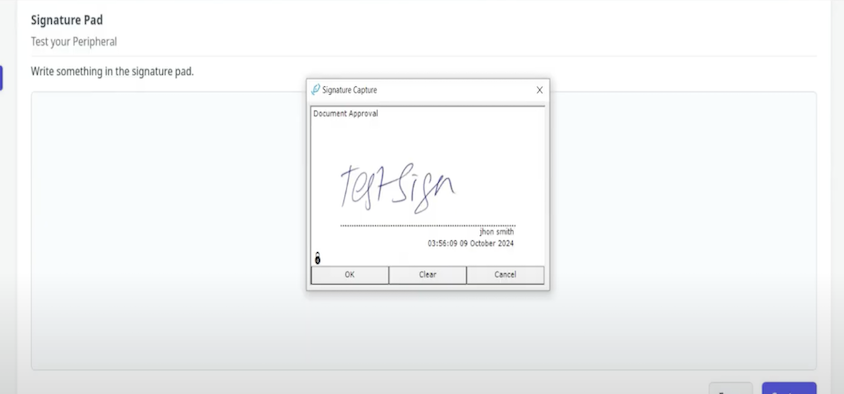 Signature Pad
Test your Peripheral
Write something in the signature pad.
Signature Capture
X
Document Approval
TestSign
jhon smith
03:56:09 09 October 2024
OK Clear Cancel